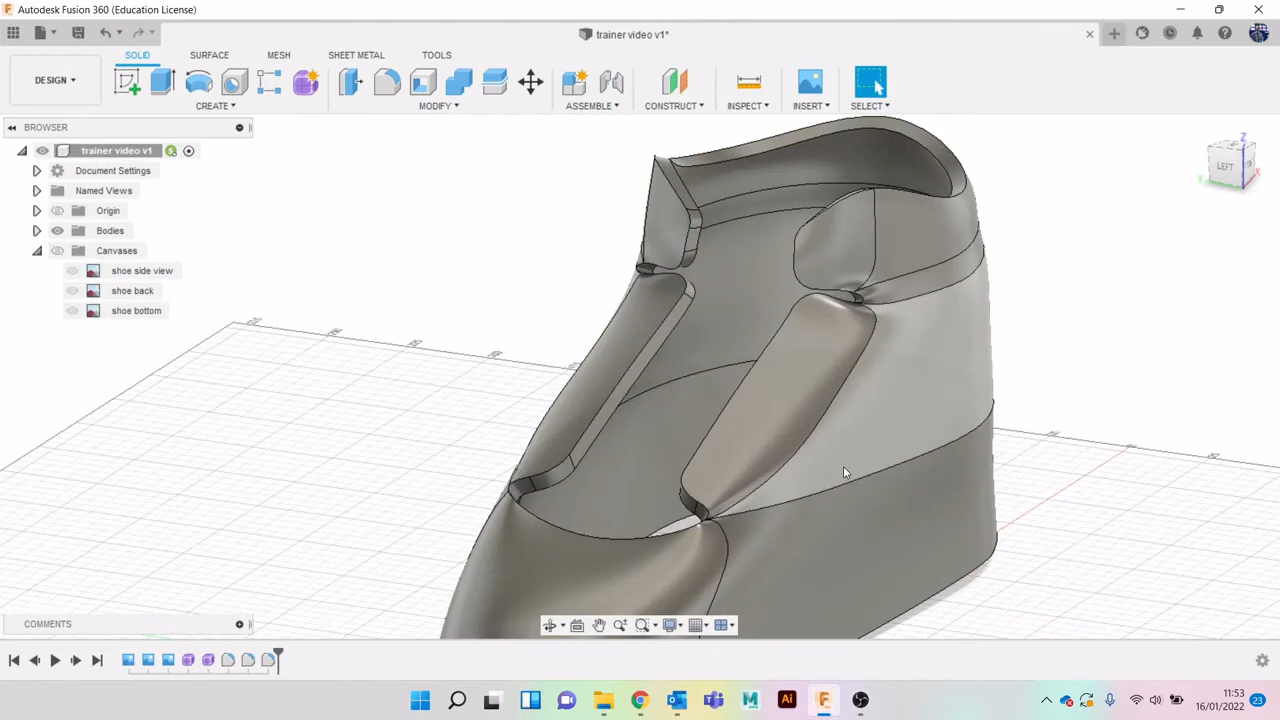 Autodesk Fusion 360 (Education License)
trainer video v1*
DESIGN
SOLID
SURFACE
MESH
SHEET METAL
TOOLS
CREATE
MODIFY
ASSEMBLE
CONSTRUCT
INSPECT
INSERT
SELECT
BROWSER
trainer video v1
Document Settings
Named Views
Origin
Bodies
Canvases
shoe side view
shoe back
shoe bottom
LEFT
Z
Y
X
COMMENTS
Ai
11:53
16/01/2022
23